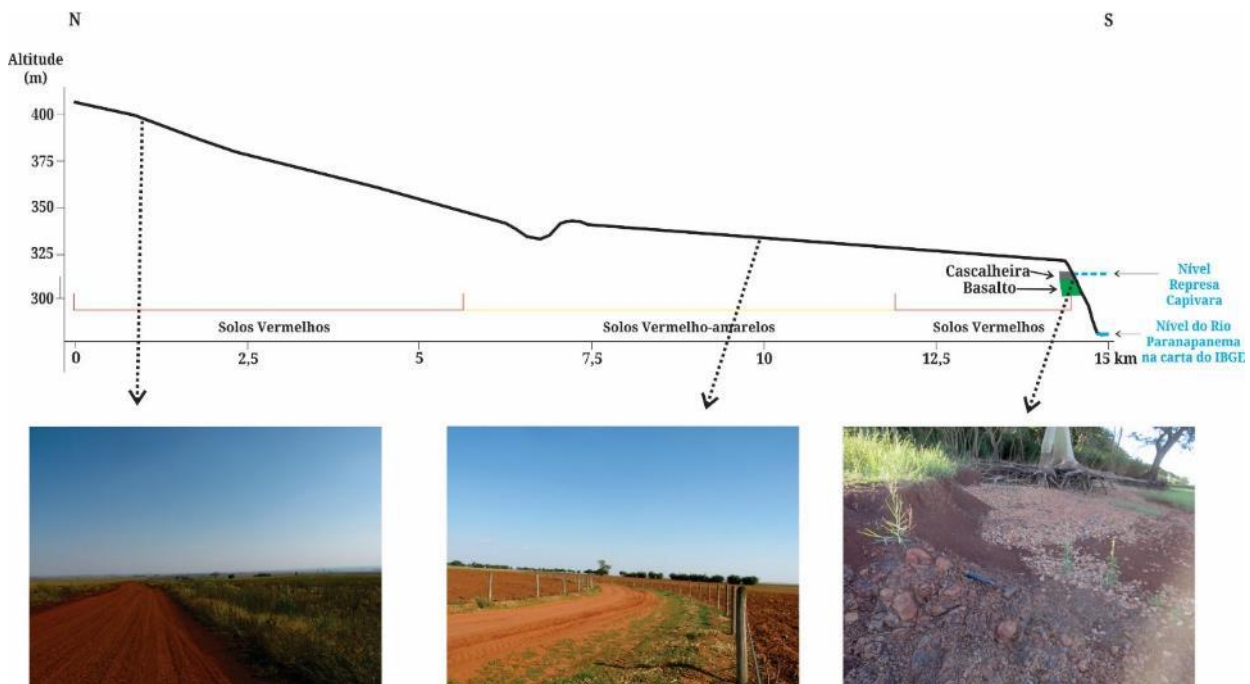 N
S
Altitude
(m)
400
375
350
325
300
Cascalheira
Basalto
Nível
Represa
Capivara
Nível do Rio
Paranapanema
na carta do IBGE
Solos Vermelhos
Solos Vermelho-amarelos
Solos Vermelhos
0
2,5
5
7,5
10
12,5
15 km